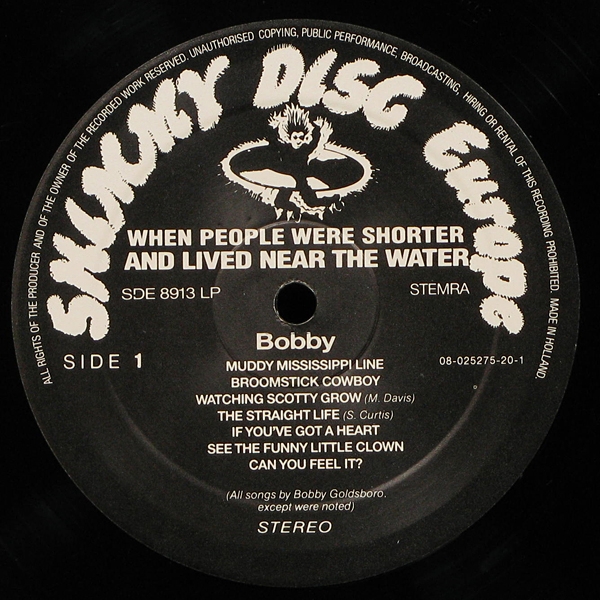 ALL RIGHTS OF THE PRODUCER AND OF THE OWNER OF THE RECORDED WORK RESERVED. UNAUTHORISED COPYING, PUBLIC PERFORMANCE, BROADCASTING, HIRING OR RENTAL OF THIS RECORDING PROHIBITED. MADE IN HOLLAND.
SHIMMY DISC Europe
WHEN PEOPLE WERE SHORTER
AND LIVED NEAR THE WATER
SDE 8913 LP
STEMRA
Bobby
SIDE 1
08-025275-20-1
MUDDY MISSISSIPPI LINE
BROOMSTICK COWBOY
WATCHING SCOTTY GROW (M. Davis)
THE STRAIGHT LIFE (S. Curtis)
IF YOU'VE GOT A HEART
SEE THE FUNNY LITTLE CLOWN
CAN YOU FEEL IT?
(All songs by Bobby Goldsboro.
except were noted)
STEREO